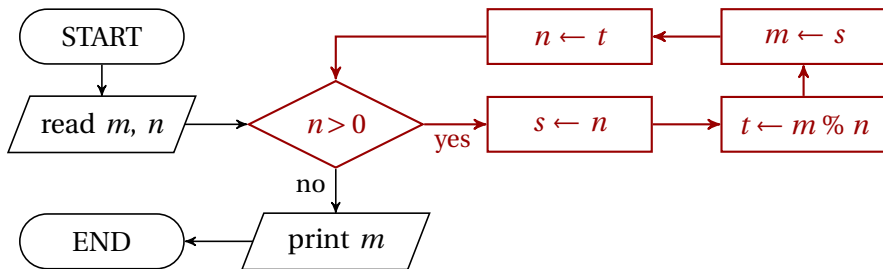 START
read m, n
n > 0
yes
s ← n
t ← m % n
m ← s
n ← t
no
print m
END